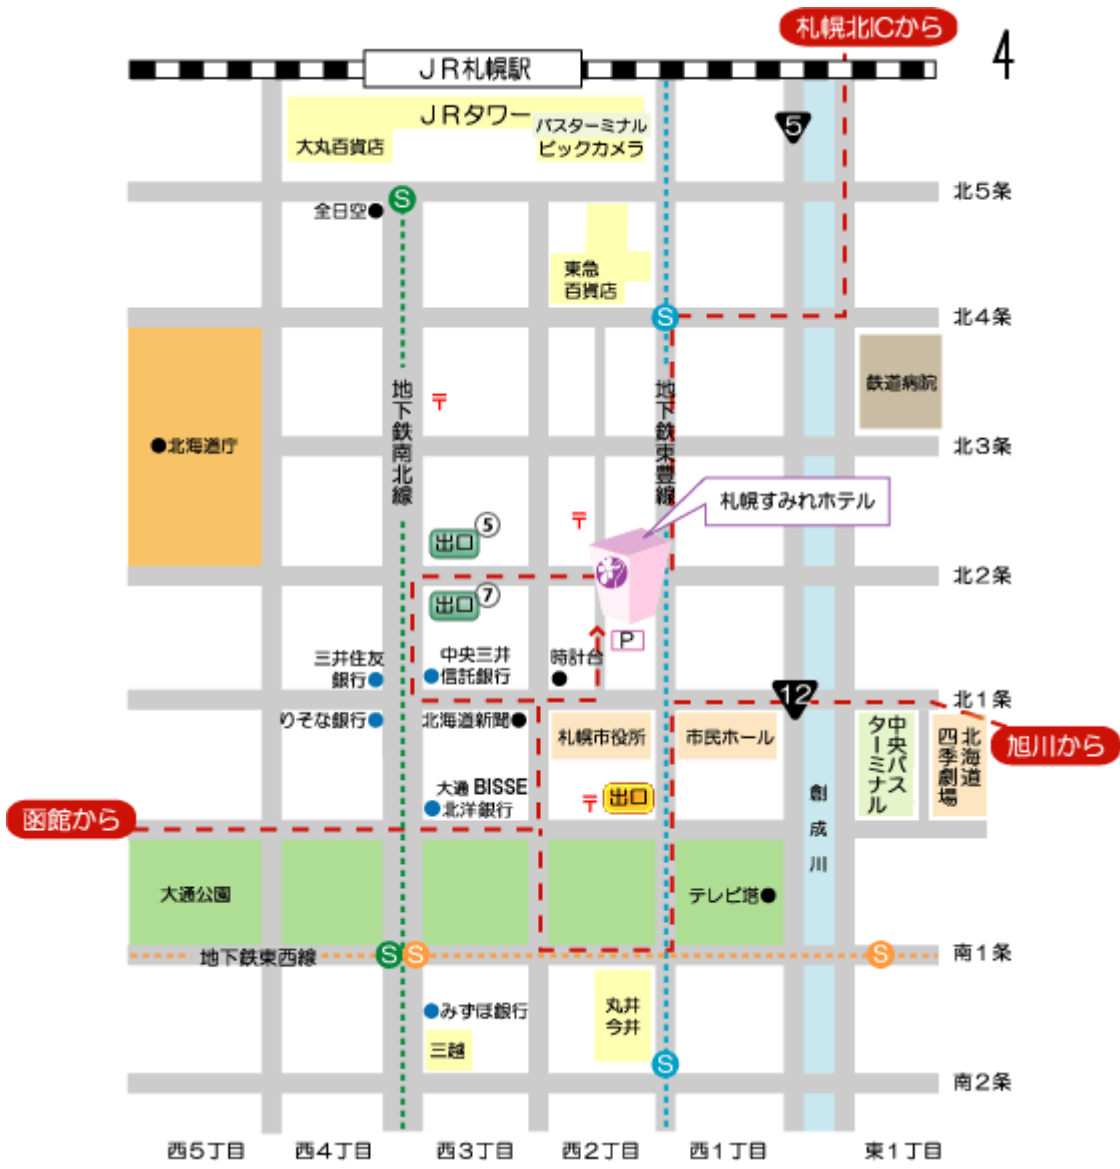 札幌北ICから
4
JR札幌駅
JRタワー
大丸百貨店
バスターミナル
ビックカメラ
5
S
北5条
全日空
東急
百貨店
S
北4条
鉄道病院
地下鉄南北線
〒
地下鉄東豊線
北海道庁
北3条
札幌すみれホテル
〒
出口
⑤
北2条
出口
⑦
P
三井住友
銀行
中央三井
信託銀行
時計台
12
北1条
りそな銀行
北海道新聞
札幌市役所
市民ホール
中央バス
ターミナル
北海道
四季劇場
旭川から
大通 BISSE
北洋銀行
〒
出口
創成川
函館から
大通公園
テレビ塔
地下鉄東西線
S
S
S
南1条
みずほ銀行
丸井
今井
三越
S
南2条
西5丁目
西4丁目
西3丁目
西2丁目
西1丁目
東1丁目